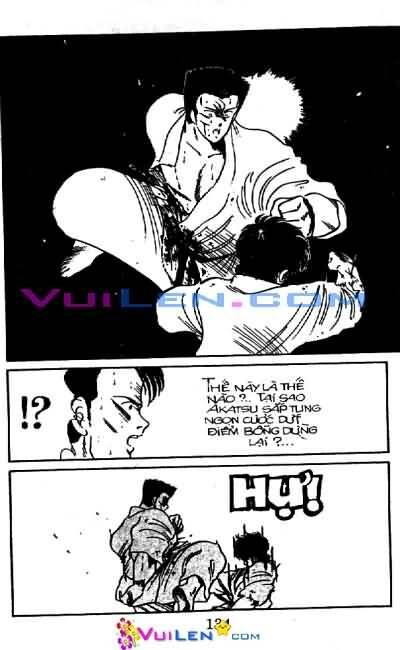 VuiLen.com
!?
THẾ NÀY LÀ THẾ
NÀO ?.. TẠI SAO
AKATSU SẮP TUNG
NGỌN CƯỚC DỨT
ĐIỂM BỖNG DỪNG
LẠI ?...
HỰ!
VuiLen.com